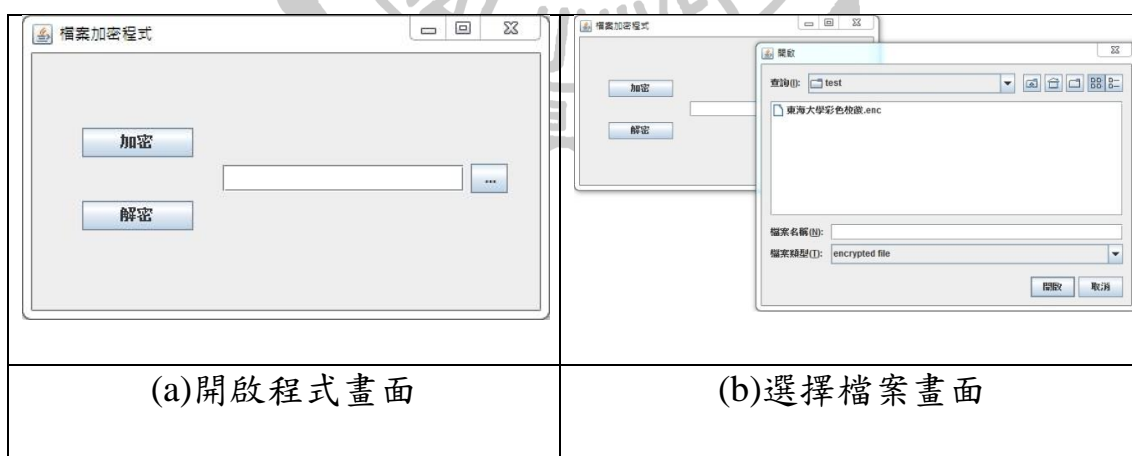 檔案加密程式
加密
解密
...
(a)開啟程式畫面
檔案加密程式
加密
解密
開啟
查詢(I): test
東海大學彩色校徽.enc
檔案名稱(N):
檔案類型(T): encrypted file
開啟 取消
(b)選擇檔案畫面